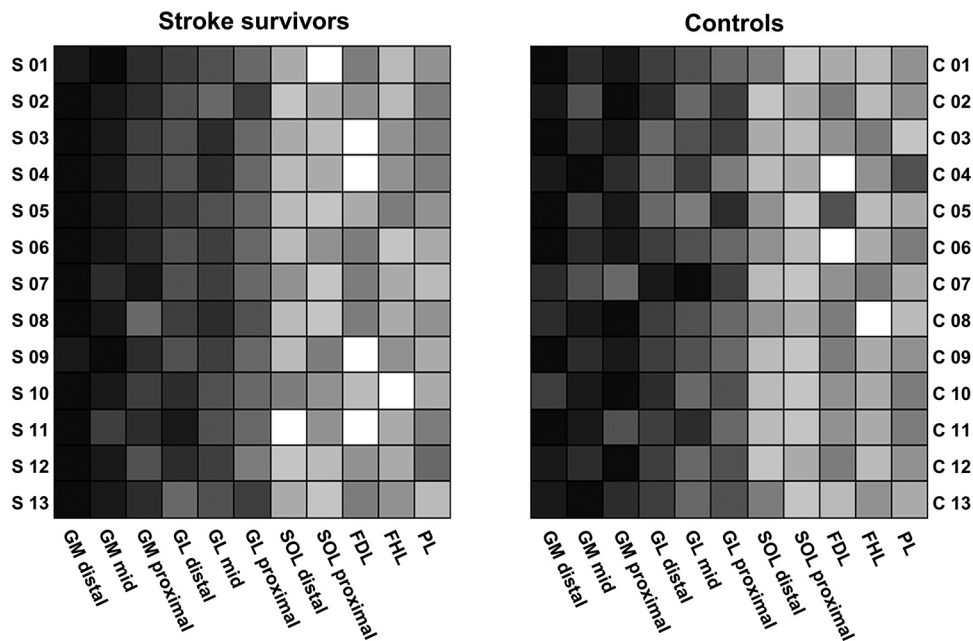 Stroke survivors
Controls
S 01
S 02
S 03
S 04
S 05
S 06
S 07
S 08
S 09
S 10
S 11
S 12
S 13
C 01
C 02
C 03
C 04
C 05
C 06
C 07
C 08
C 09
C 10
C 11
C 12
C 13
GM distal
GM mid
GM proximal
GL distal
GL mid
GL proximal
SOL distal
SOL proximal
FDL
FHL
PL
GM distal
GM mid
GM proximal
GL distal
GL mid
GL proximal
SOL distal
SOL proximal
FDL
FHL
PL